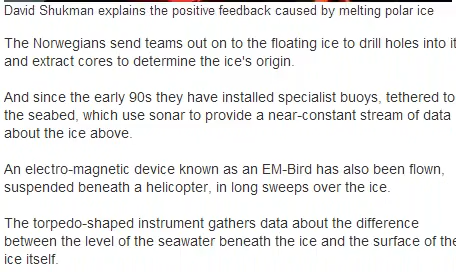 David Shukman explains the positive feedback caused by melting polar ice
The Norwegians send teams out on to the floating ice to drill holes into it
and extract cores to determine the ice's origin.
And since the early 90s they have installed specialist buoys, tethered to
the seabed, which use sonar to provide a near-constant stream of data
about the ice above.
An electro-magnetic device known as an EM-Bird has also been flown,
suspended beneath a helicopter, in long sweeps over the ice.
The torpedo-shaped instrument gathers data about the difference
between the level of the seawater beneath the ice and the surface of the
ice itself.